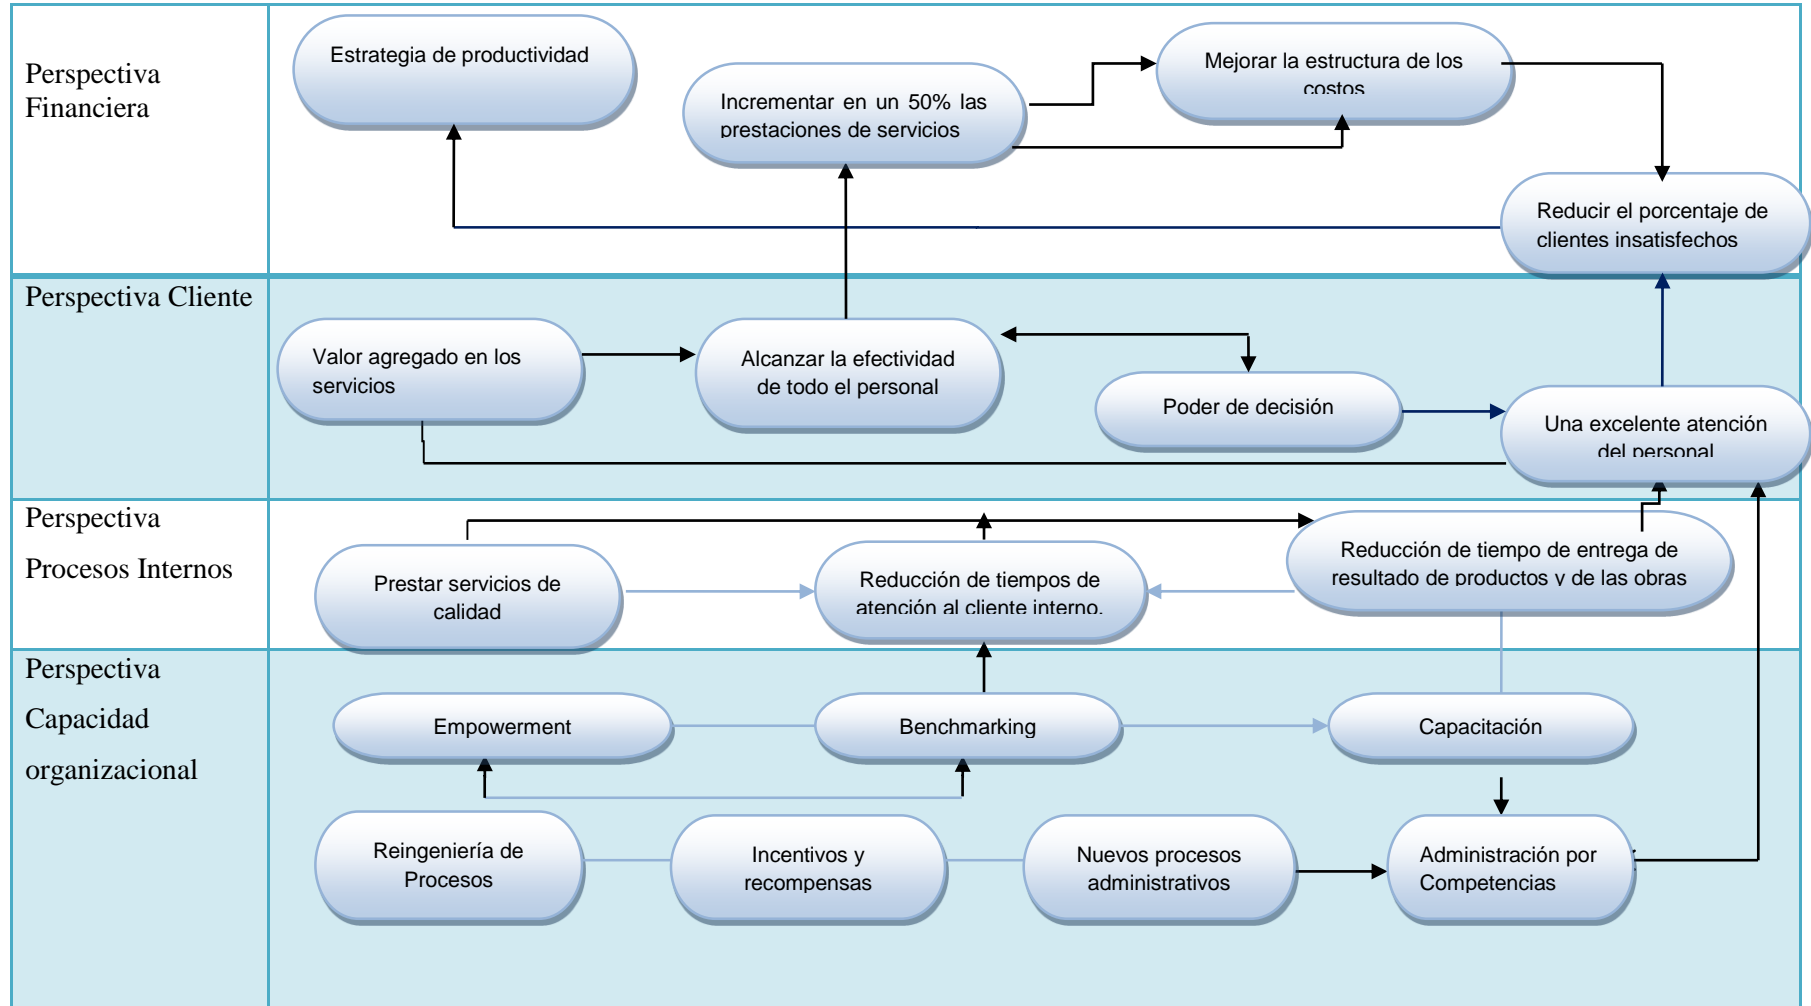 Perspectiva
Financiera
Estrategia de productividad
Incrementar en un 50% las
prestaciones de servicios
Mejorar la estructura de los
costos
Reducir el porcentaje de
clientes insatisfechos
Perspectiva Cliente
Valor agregado en los
servicios
Alcanzar la efectividad
de todo el personal
Poder de decisión
Una excelente atención
del personal
Perspectiva
Procesos Internos
Prestar servicios de
calidad
Reducción de tiempos de
atención al cliente interno.
Reducción de tiempo de entrega de
resultado de productos y de las obras
Perspectiva
Capacidad
organizacional
Empowerment
Benchmarking
Capacitación
Reingeniería de
Procesos
Incentivos y
recompensas
Nuevos procesos
administrativos
Administración por
Competencias